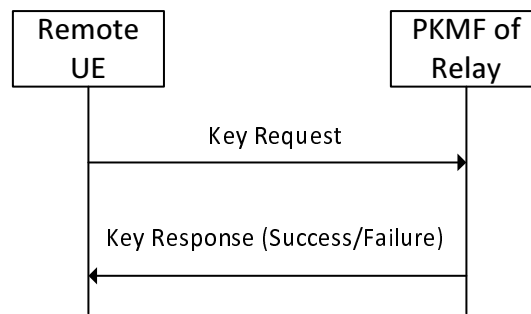 Remote
UE
PKMF of
Relay
Key Request
Key Response (Success/Failure)